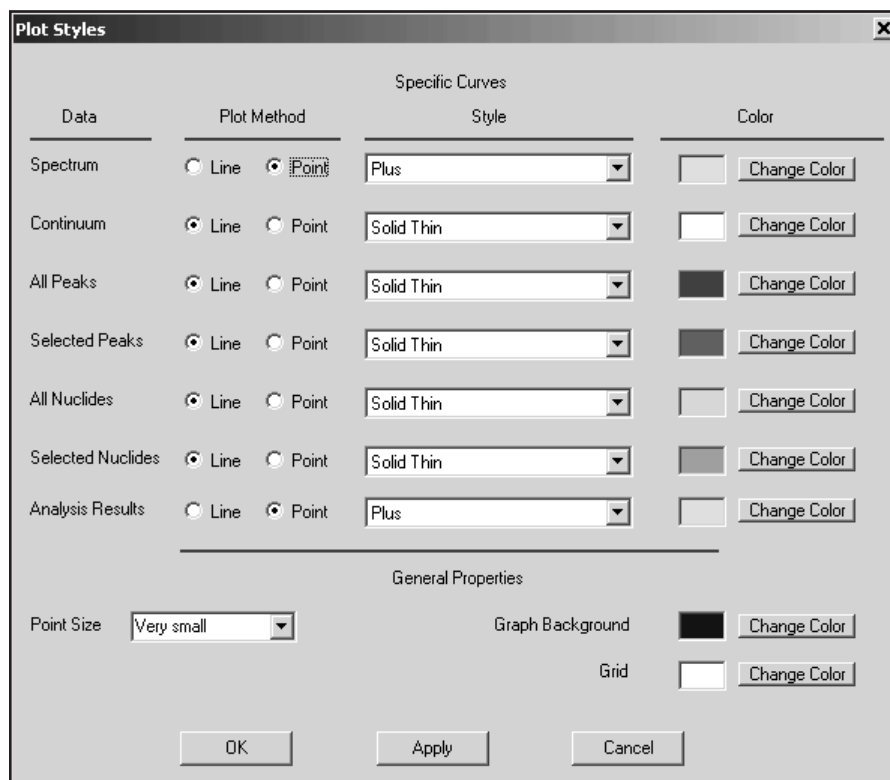 Plot Styles
Specific Curves
Data Plot Method Style Color
Spectrum Line Point Plus Change Color
Continuum Line Point Solid Thin Change Color
All Peaks Line Point Solid Thin Change Color
Selected Peaks Line Point Solid Thin Change Color
All Nuclides Line Point Solid Thin Change Color
Selected Nuclides Line Point Solid Thin Change Color
Analysis Results Line Point Plus Change Color
General Properties
Point Size Very small Graph Background Change Color
Grid Change Color
OK Apply Cancel